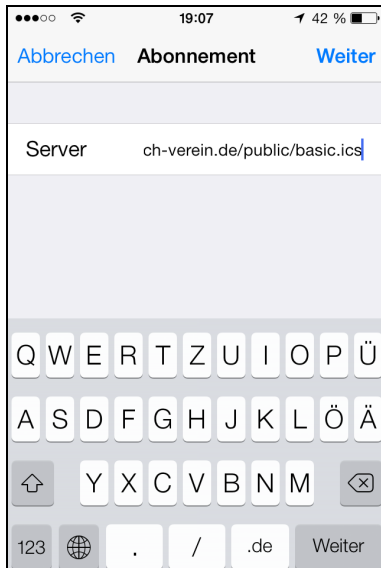 19:07 42 %
Abbrechen Abonnement Weiter
Server ch-verein.de/public/basic.ics
Q W E R T Z U I O P Ü
A S D F G H J K L Ö Ä
Y X C V B N M
123 . / .de Weiter